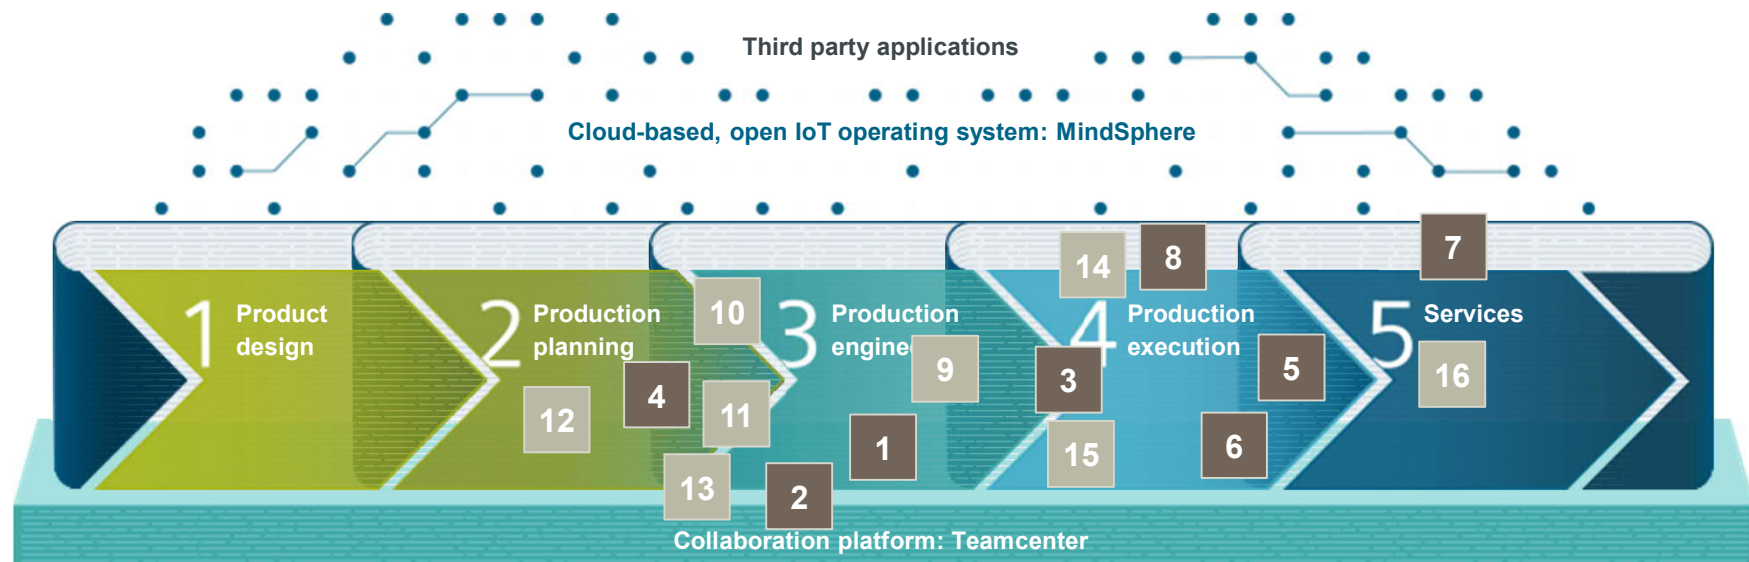 Third party applications
Cloud-based, open IoT operating system: MindSphere
1 Product
design
2 Production
planning
3 Production
engine
4 Production
execution
5 Services
14
8
7
10
9
3
5
16
4
11
12
1
15
6
13
2
Collaboration platform: Teamcenter